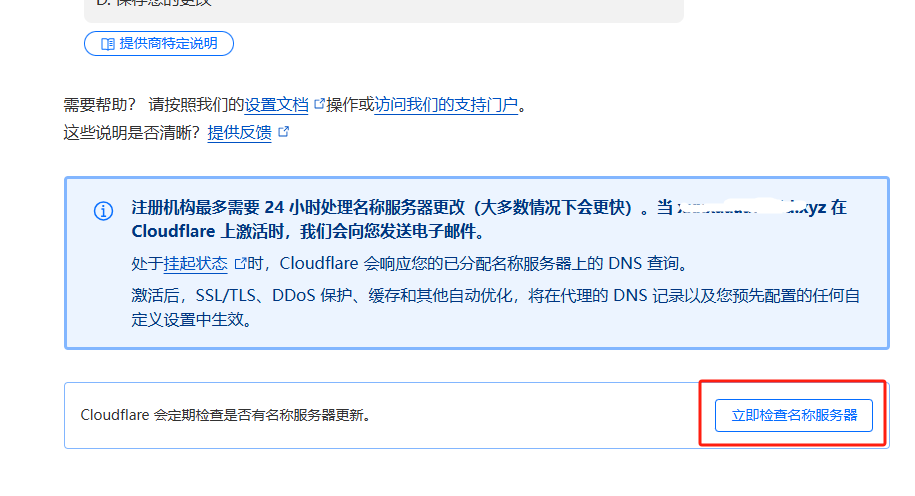 D. 保存您的更改
提供商特定说明
需要帮助？ 请按照我们的设置文档操作或访问我们的支持门户。
这些说明是否清晰？提供反馈
注册机构最多需要 24 小时处理名称服务器更改（大多数情况下会更快）。当 xyz 在
Cloudflare 上激活时，我们会向您发送电子邮件。
处于挂起状态时，Cloudflare 会响应您的已分配名称服务器上的 DNS 查询。
激活后，SSL/TLS、DDoS 保护、缓存和其他自动优化，将在代理的 DNS 记录以及您预先配置的任何自
定义设置中生效。
Cloudflare 会定期检查是否有名称服务器更新。
立即检查名称服务器